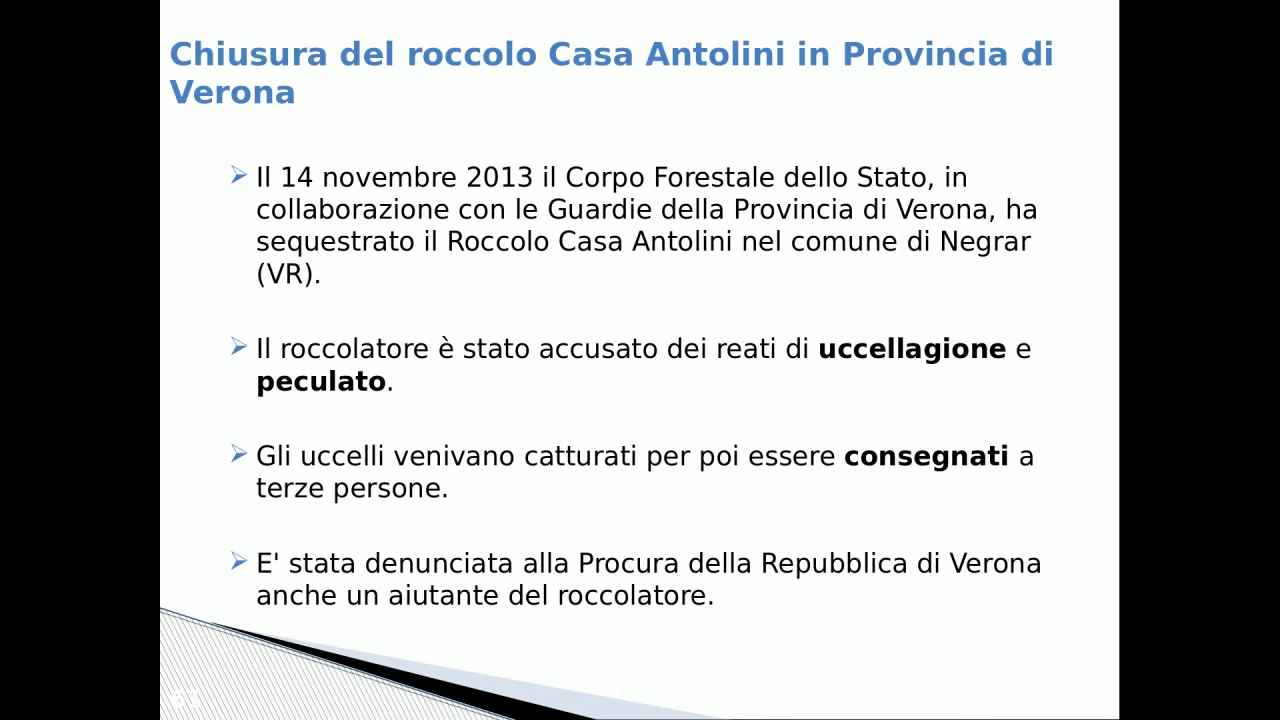 Chiusura del roccolo Casa Antolini in Provincia di
Verona
Il 14 novembre 2013 il Corpo Forestale dello Stato, in
collaborazione con le Guardie della Provincia di Verona, ha
sequestrato il Roccolo Casa Antolini nel comune di Negrar
(VR).
Il roccolatore è stato accusato dei reati di uccellagione e
peculato.
Gli uccelli venivano catturati per poi essere consegnati a
terze persone.
E' stata denunciata alla Procura della Repubblica di Verona
anche un aiutante del roccolatore.